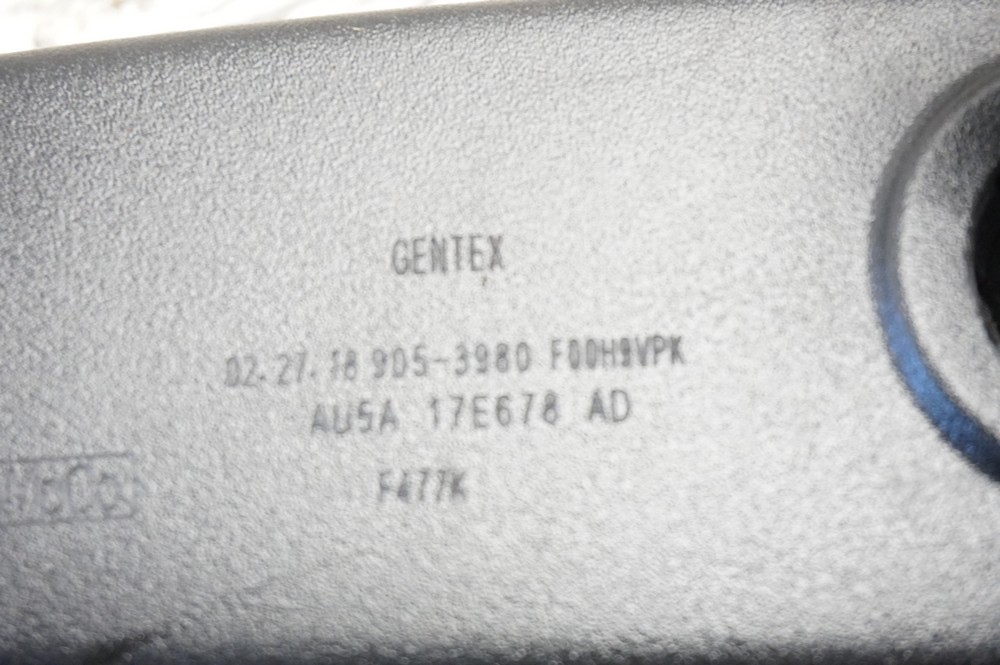 GENTEX
02.27.18 905-3980 F00H9VPK
AU5A 17E678 AD
F477K